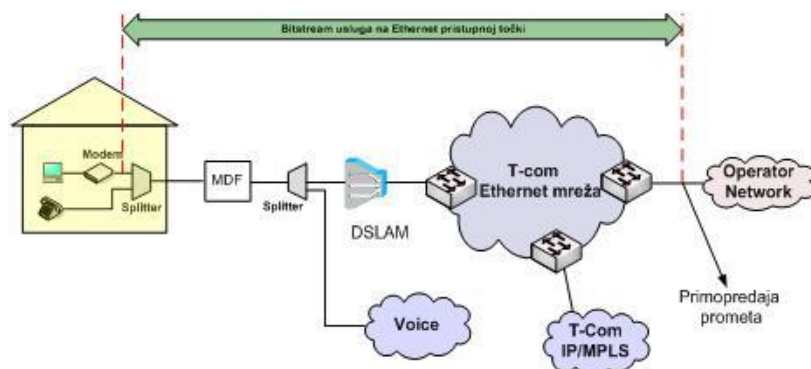 Bitstream usluga na Ethernet pristupnoj točki
Modem
Splitter
MDF
Splitter
DSLAM
T-com
Ethernet mreža
Operator
Network
Voice
T-Com
IP/MPLS
Primopredaja
prometa